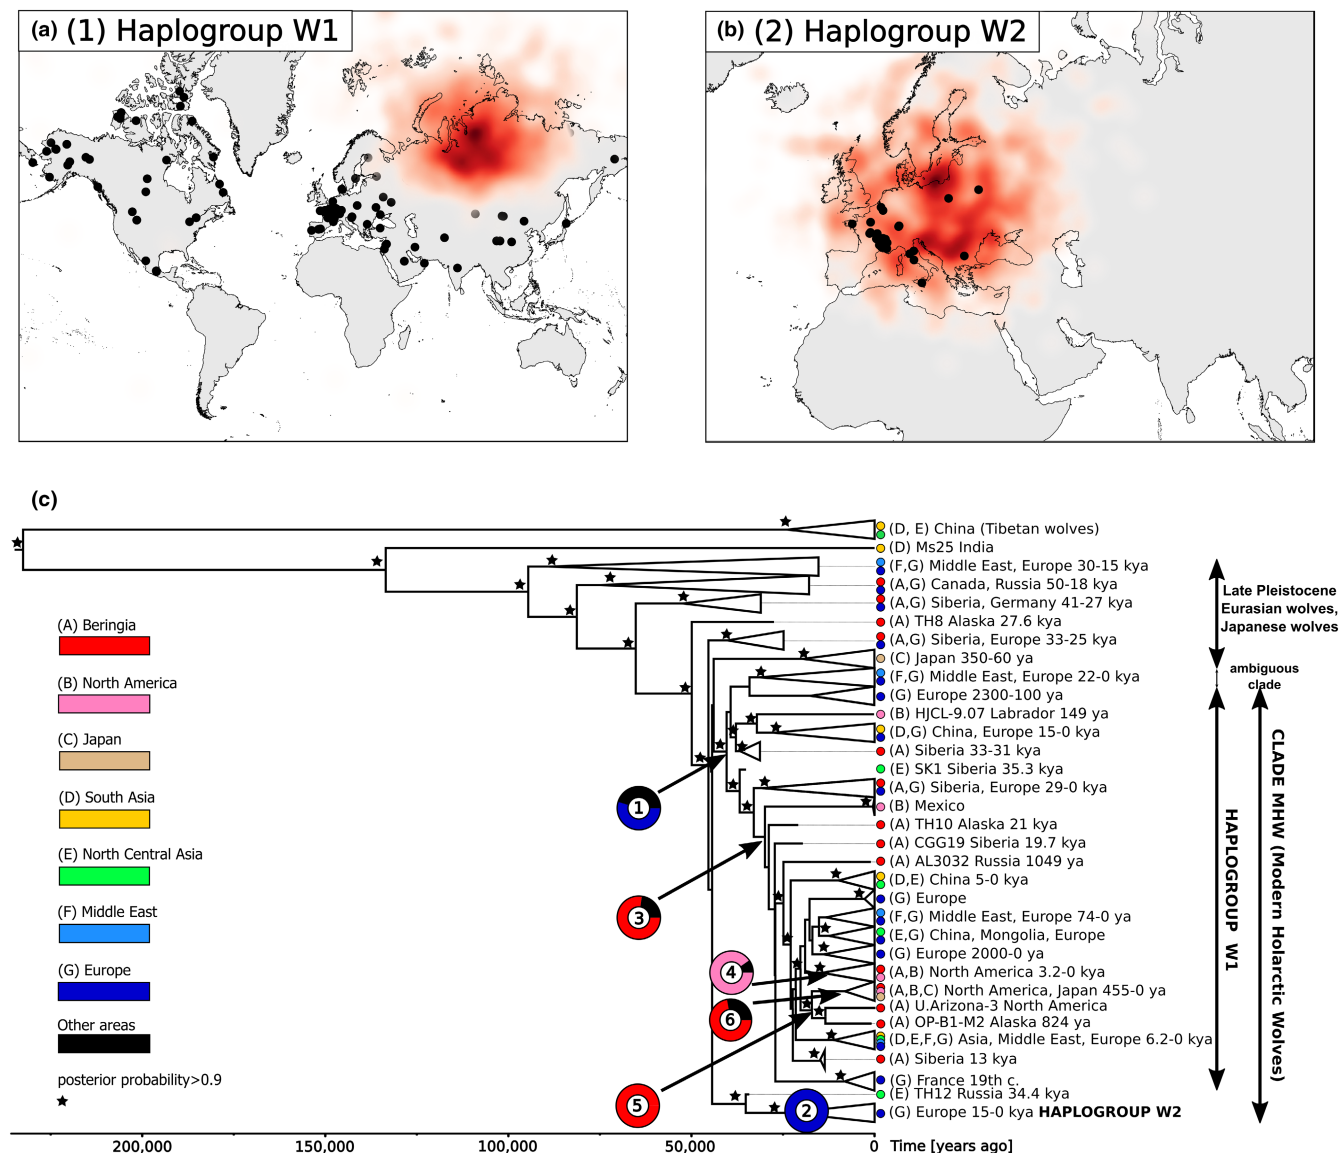 (a) (1) Haplogroup W1
(b) (2) Haplogroup W2
(c)
(D, E) China (Tibetan wolves)
(D) Ms25 India
(F,G) Middle East, Europe 30-15 kya
(A,G) Canada, Russia 50-18 kya
(A,G) Siberia, Germany 41-27 kya
(A) TH8 Alaska 27.6 kya
(A,G) Siberia, Europe 33-25 kya
(C) Japan 350-60 ya
(F,G) Middle East, Europe 22-0 kya
(G) Europe 2300-100 ya
(B) HJCL-9.07 Labrador 149 ya
(D,G) China, Europe 15-0 kya
(A) Siberia 33-31 kya
(E) SK1 Siberia 35.3 kya
(A,G) Siberia, Europe 29-0 kya
(B) Mexico
(A) TH10 Alaska 21 kya
(A) CGG19 Siberia 19.7 kya
(A) AL3032 Russia 1049 ya
(D,E) China 5-0 kya
(G) Europe
(F,G) Middle East, Europe 74-0 ya
(E,G) China, Mongolia, Europe
(G) Europe 2000-0 ya
(A,B) North America 3.2-0 kya
(A,B,C) North America, Japan 455-0 ya
(A) U.Arizona-3 North America
(A) OP-B1-M2 Alaska 824 ya
(D,E,F,G) Asia, Middle East, Europe 6.2-0 kya
(A) Siberia 13 kya
(G) France 19th c.
(E) TH12 Russia 34.4 kya
(G) Europe 15-0 kya HAPLOGROUP W2
Late Pleistocene
Eurasian wolves,
Japanese wolves
ambiguous
clade
HAPLOGROUP W1
CLADE MHW (Modern Holarctic Wolves)
(A) Beringia
(B) North America
(C) Japan
(D) South Asia
(E) North Central Asia
(F) Middle East
(G) Europe
Other areas
posterior probability>0.9
1
3
4
6
5
2
200,000
150,000
100,000
50,000
0
Time [years ago]